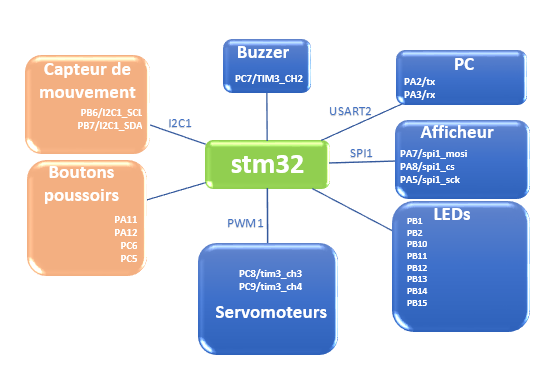 Buzzer
PC7/TIM3_CH2
Capteur de
mouvement
PB6/I2C1_SCL
PB7/I2C1_SDA
I2C1
USART2
PC
PA2/tx
PA3/rx
stm32
SPI1
Afficheur
PA7/spi1_mosi
PA8/spi1_cs
PA5/spi1_sck
Boutons
poussoirs
PA11
PA12
PC6
PC5
PWM1
LEDs
PB1
PB2
PB10
PB11
PB12
PB13
PB14
PB15
PC8/tim3_ch3
PC9/tim3_ch4
Servomoteurs